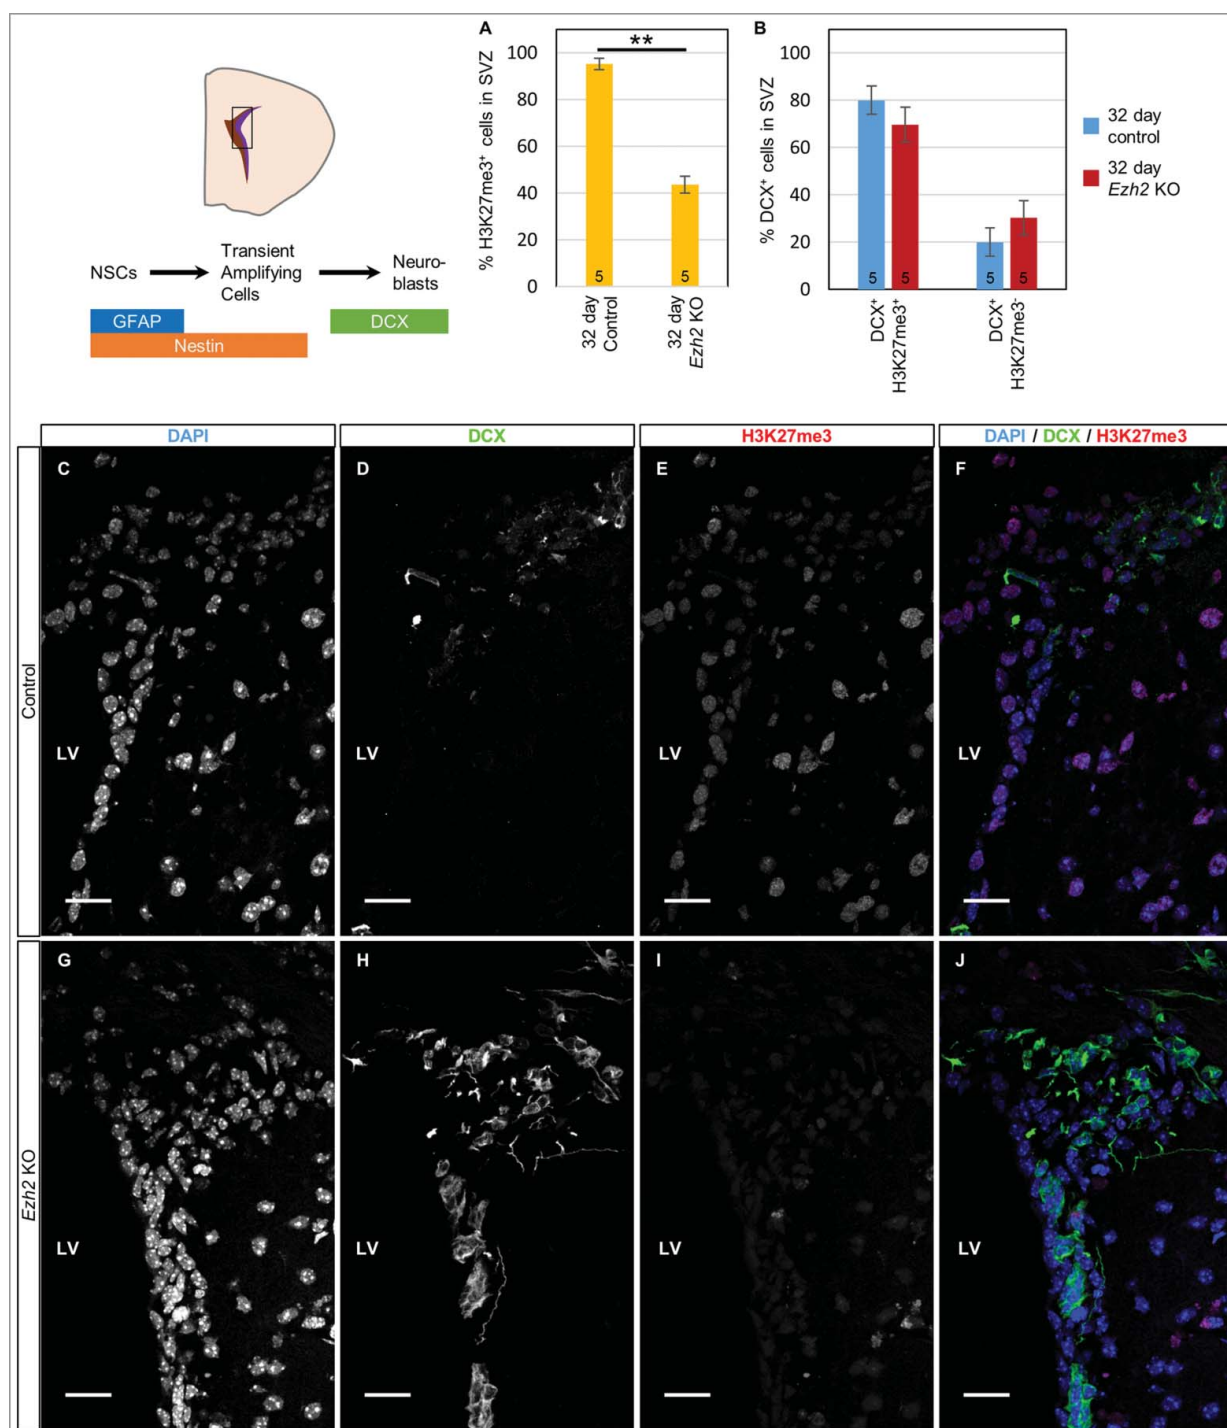 NSCs
Transient
Amplifying
Cells
Neuro-
blasts
GFAP
DCX
Nestin
A
**
% H3K27me3+ cells in SVZ
100
80
60
40
20
0
5
5
32 day
Control
32 day
Ezh2 KO
B
% DCX+ cells in SVZ
100
80
60
40
20
0
5
5
5
5
DCX+
H3K27me3+
DCX+
H3K27me3-
32 day
control
32 day
Ezh2 KO
DAPI
DCX
H3K27me3
DAPI / DCX / H3K27me3
Control
C
D
E
F
LV
LV
LV
LV
Ezh2 KO
G
H
I
J
LV
LV
LV
LV